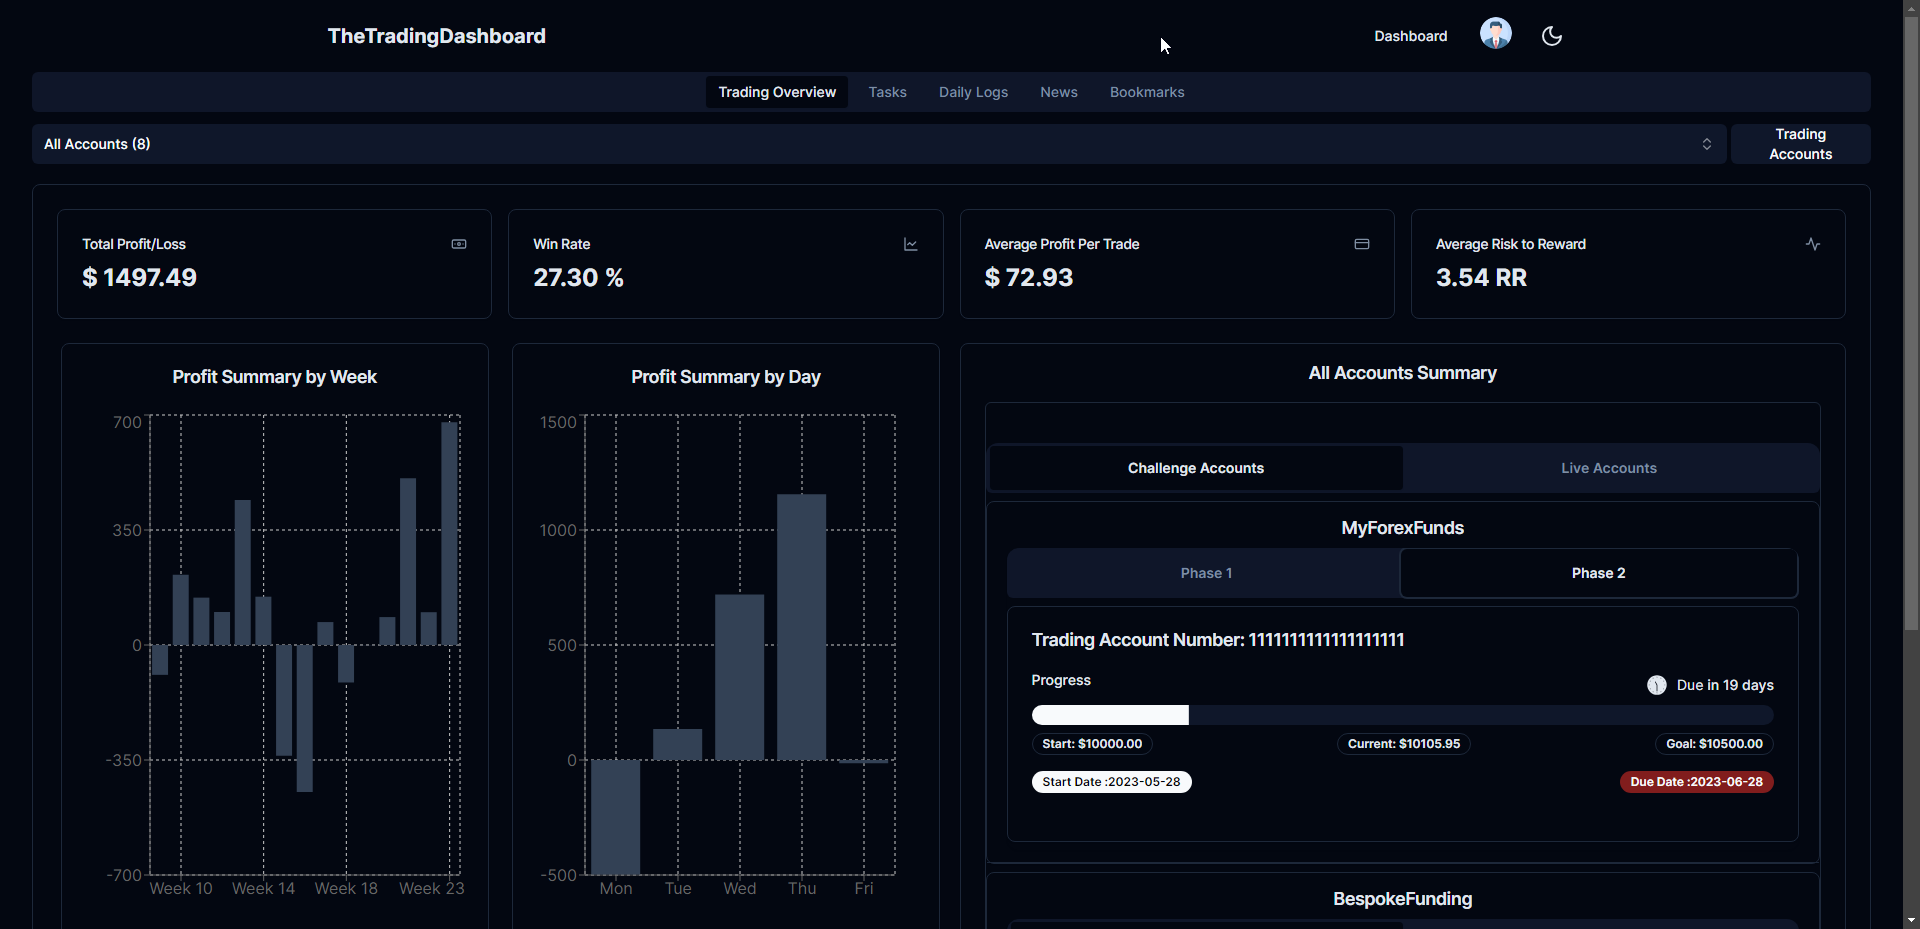 TheTradingDashboard
Dashboard
Trading Overview
Tasks
Daily Logs
News
Bookmarks
All Accounts (8)
Trading
Accounts
Total Profit/Loss
$ 1497.49
Win Rate
27.30 %
Average Profit Per Trade
$ 72.93
Average Risk to Reward
3.54 RR
Profit Summary by Week
700
350
0
-350
-700
Week 10
Week 14
Week 18
Week 23
Profit Summary by Day
1500
1000
500
0
-500
Mon
Tue
Wed
Thu
Fri
All Accounts Summary
Challenge Accounts
Live Accounts
MyForexFunds
Phase 1
Phase 2
Trading Account Number: 1111111111111111111
Progress
Due in 19 days
Start: $10000.00
Current: $10105.95
Goal: $10500.00
Start Date :2023-05-28
Due Date :2023-06-28
BespokeFunding